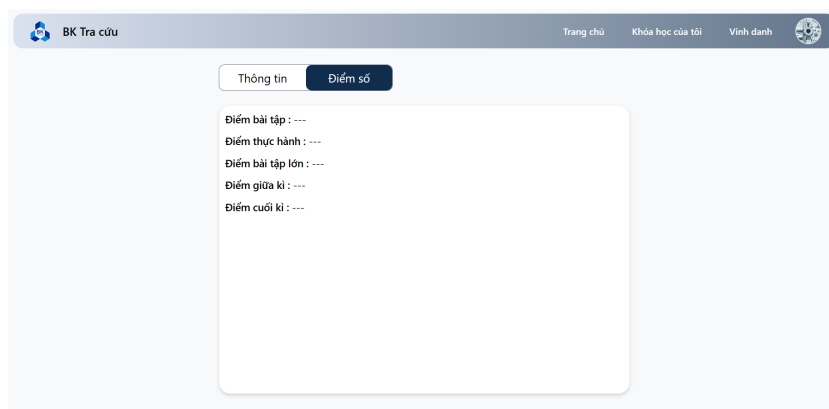 BK Tra cứu
Trang chủ Khóa học của tôi Vinh danh
Thông tin Điểm số
Điểm bài tập : ---
Điểm thực hành : ---
Điểm bài tập lớn : ---
Điểm giữa kì : ---
Điểm cuối kì : ---